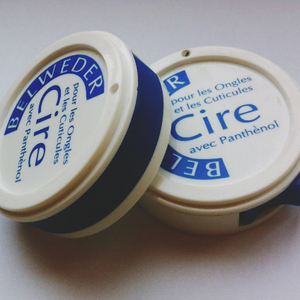 BELWEDER
pour les Ongles
et les Cuticules
Cire
avec Panthènol
R
pour les Ongles
et les Cuticules
Cire
avec Panthènol
BEL